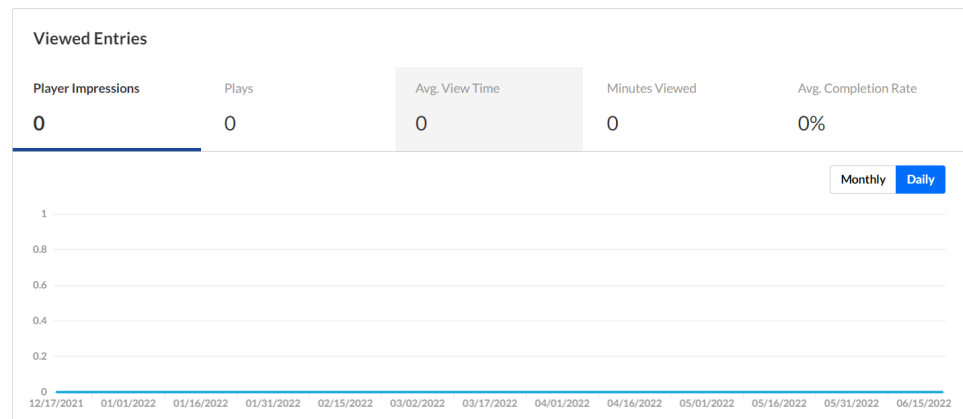 Viewed Entries
Player Impressions Plays Avg. View Time Minutes Viewed Avg. Completion Rate
0 0 0 0 0%
Monthly Daily
1
0.8
0.6
0.4
0.2
0
12/17/2021 01/01/2022 01/16/2022 01/31/2022 02/15/2022 03/02/2022 03/17/2022 04/01/2022 04/16/2022 05/01/2022 05/16/2022 05/31/2022 06/15/2022